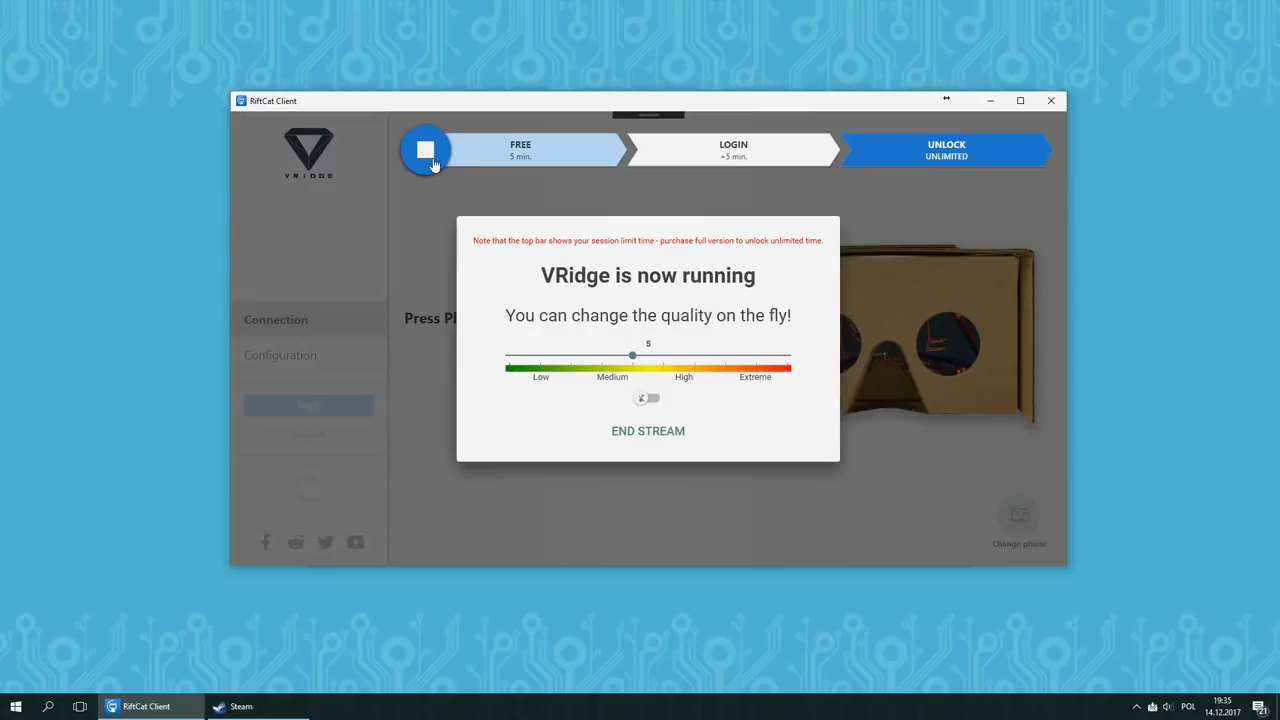 RiftCat Client
VRIDGE
FREE
5 min.
LOGIN
+5 min.
UNLOCK
UNLIMITED
Note that the top bar shows your session limit time - purchase full version to unlock unlimited time.
VRidge is now running
You can change the quality on the fly!
5
Low Medium High Extreme
END STREAM
Connection
Configuration
Press Pl
Change phone
RiftCat Client
Steam
POL
19:35
14.12.2017
21